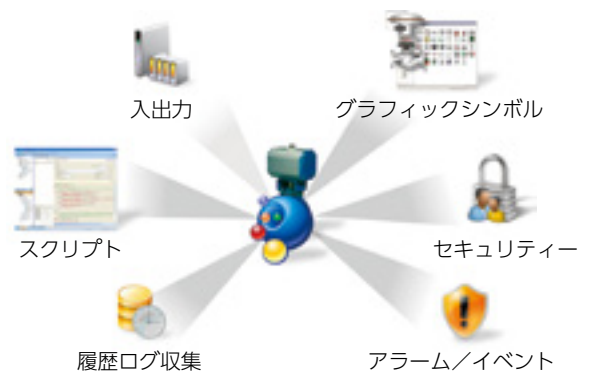 入出力
グラフィックシンボル
スクリプト
セキュリティー
履歴ログ収集
アラーム／イベント